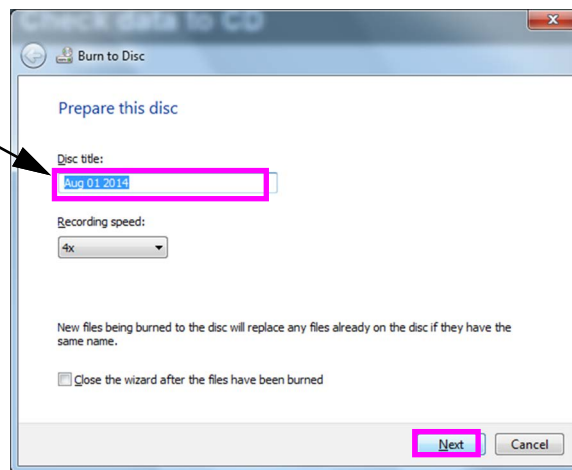 Check data to CD
Burn to Disc
Prepare this disc
Disc title:
Aug 01 2014
Recording speed:
4x
New files being burned to the disc will replace any files already on the disc if they have the
same name.
Close the wizard after the files have been burned
Next
Cancel